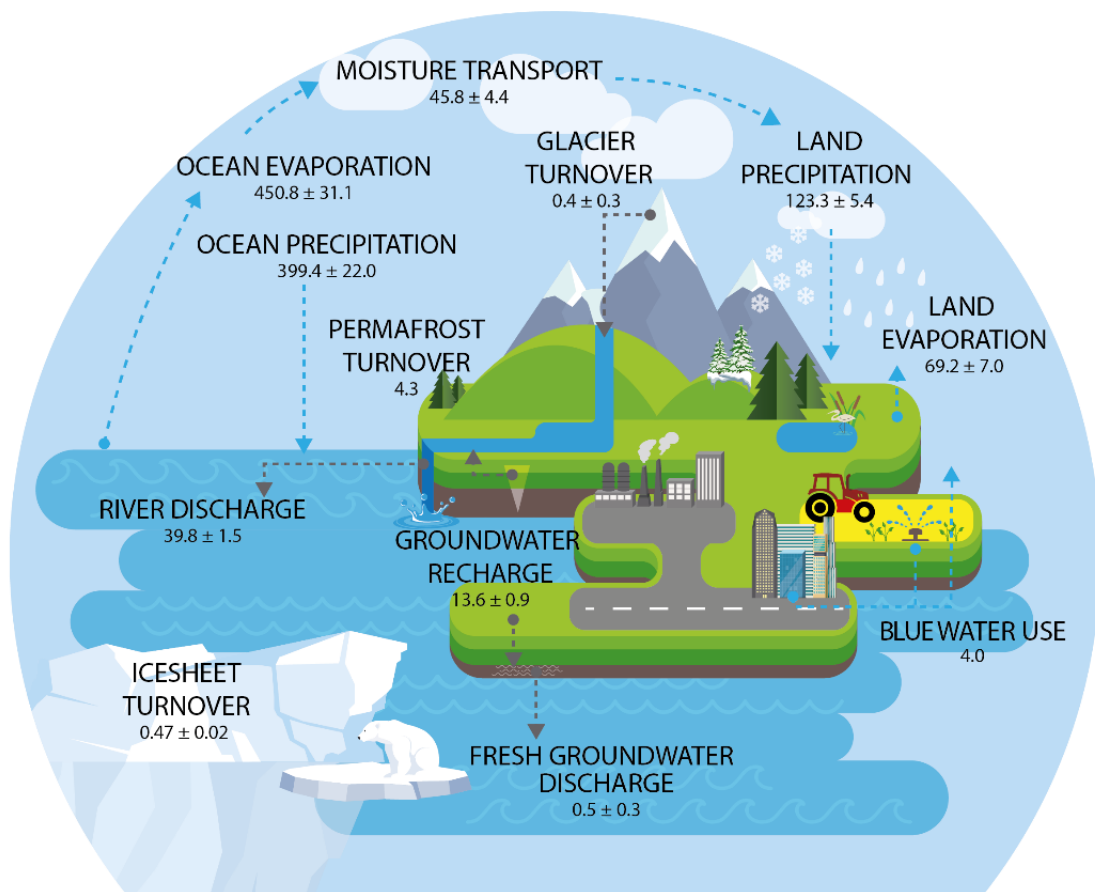 MOISTURE TRANSPORT
45.8 ± 4.4
OCEAN EVAPORATION
450.8 ± 31.1
GLACIER
TURNOVER
0.4 ± 0.3
LAND
PRECIPITATION
123.3 ± 5.4
OCEAN PRECIPITATION
399.4 ± 22.0
PERMAFROST
TURNOVER
4.3
LAND
EVAPORATION
69.2 ± 7.0
RIVER DISCHARGE
39.8 ± 1.5
GROUNDWATER
RECHARGE
13.6 ± 0.9
BLUE WATER USE
4.0
ICESHEET
TURNOVER
0.47 ± 0.02
FRESH GROUNDWATER
DISCHARGE
0.5 ± 0.3